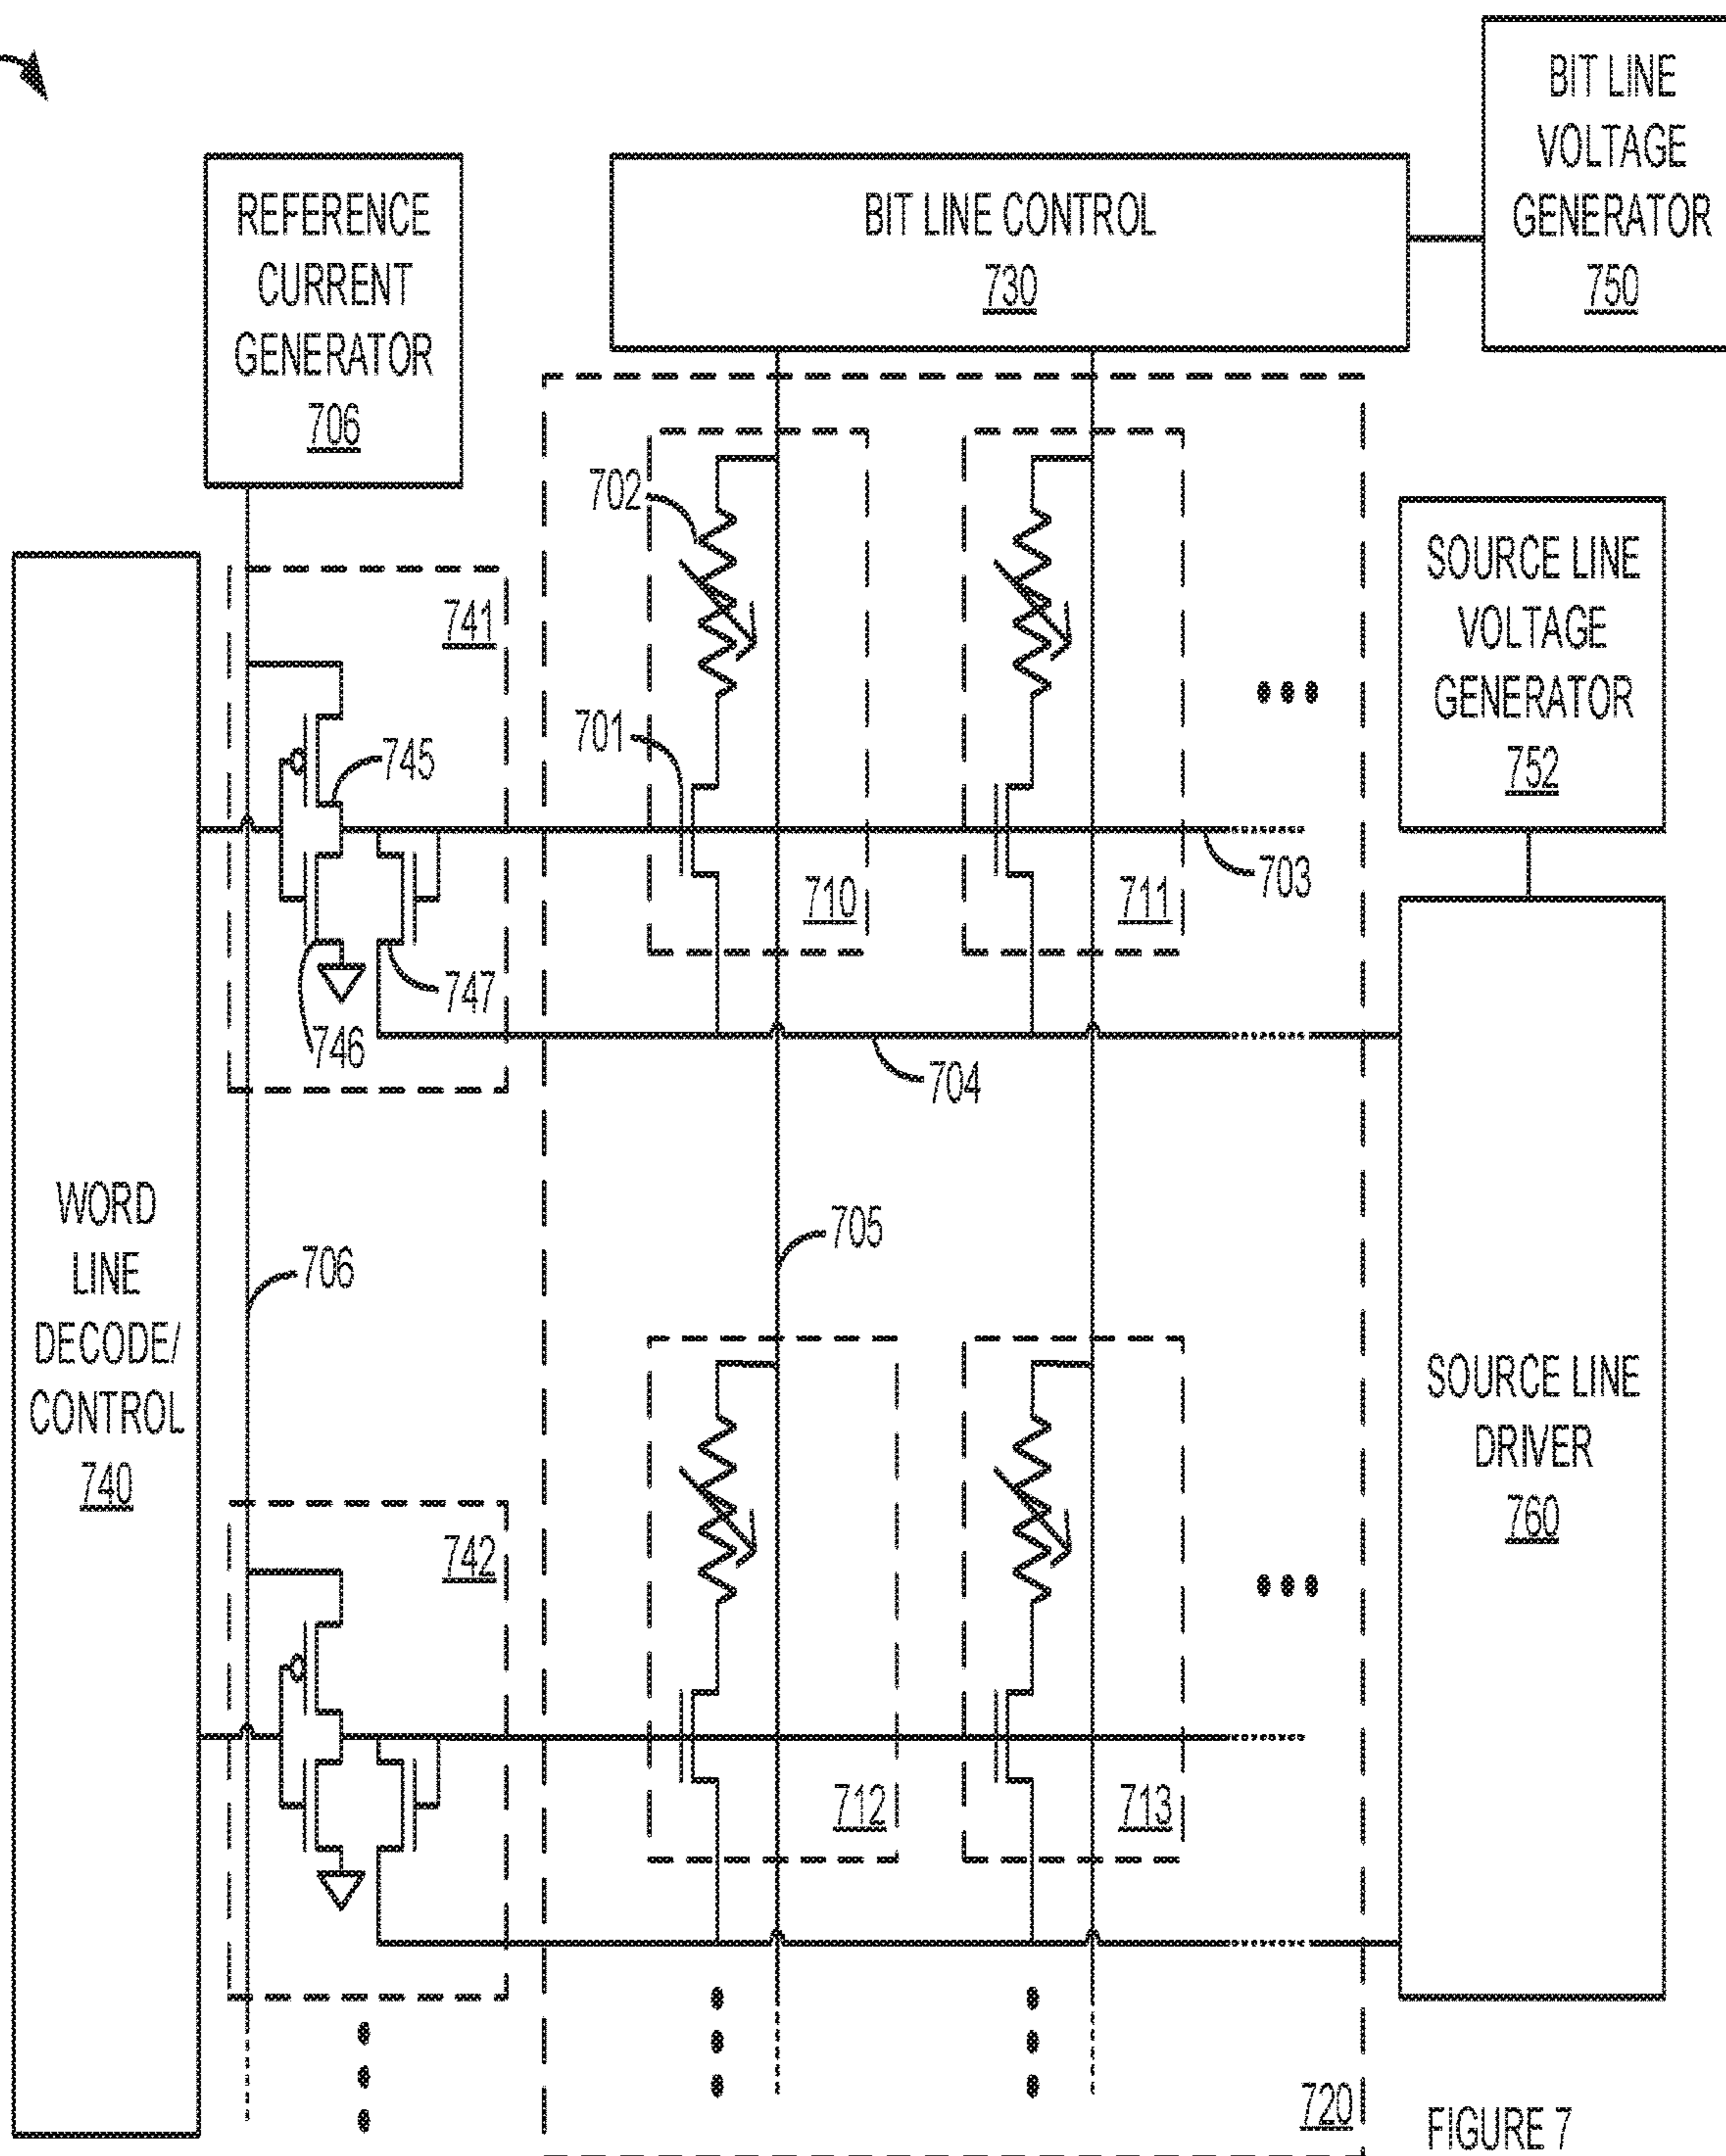 BIT LINE
VOLTAGE
GENERATOR
750
REFERENCE
CURRENT
GENERATOR
706
BIT LINE CONTROL
730
702
SOURCE LINE
VOLTAGE
GENERATOR
752
741
701
745
703
710
711
747
746
704
WORD
LINE
DECODE/
CONTROL
740
705
706
SOURCE LINE
DRIVER
760
742
712
713
720
FIGURE 7